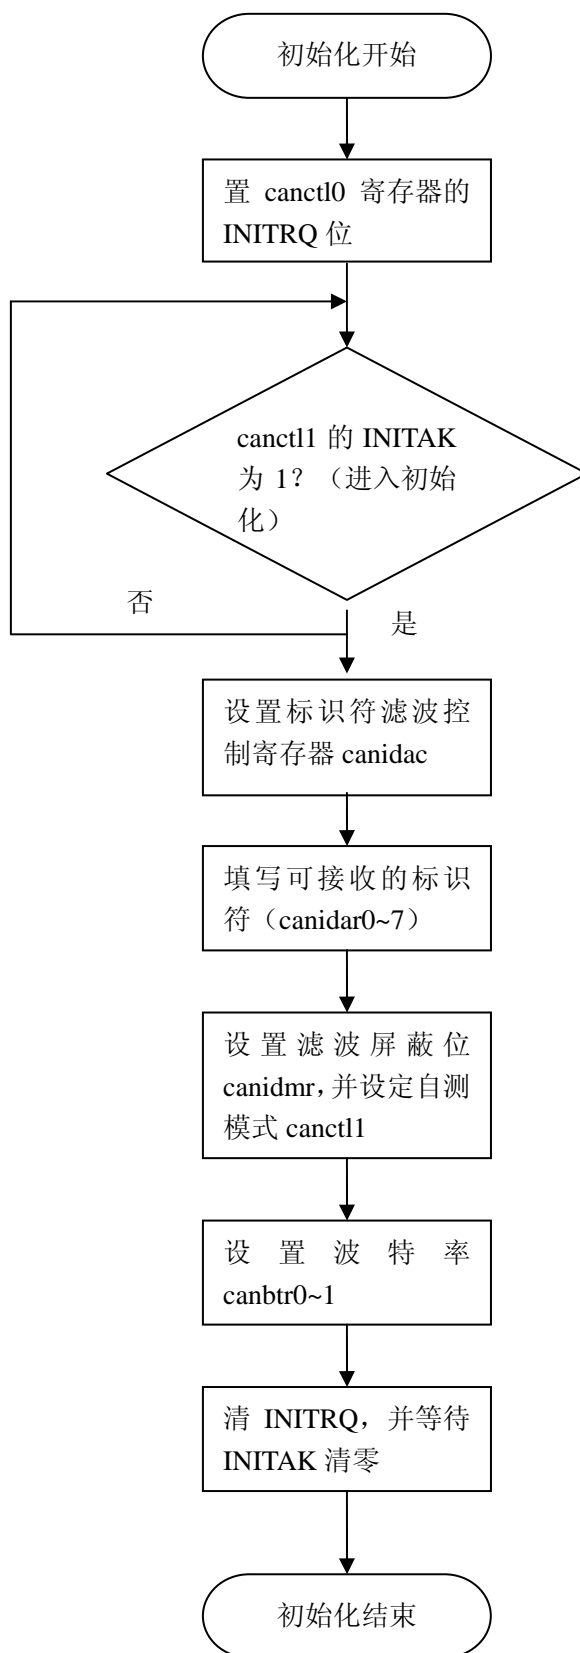 初始化开始
置 canctl0 寄存器的
INITRQ 位
canctl1 的 INITAK
为 1？（进入初始
化）
否
是
设置标识符滤波控
制寄存器 canidac
填写可接收的标识
符（canidar0~7）
设置滤波屏蔽位
canidmr，并设定自测
模式 canctl1
设置波特率
canbtr0~1
清 INITRQ，并等待
INITAK 清零
初始化结束